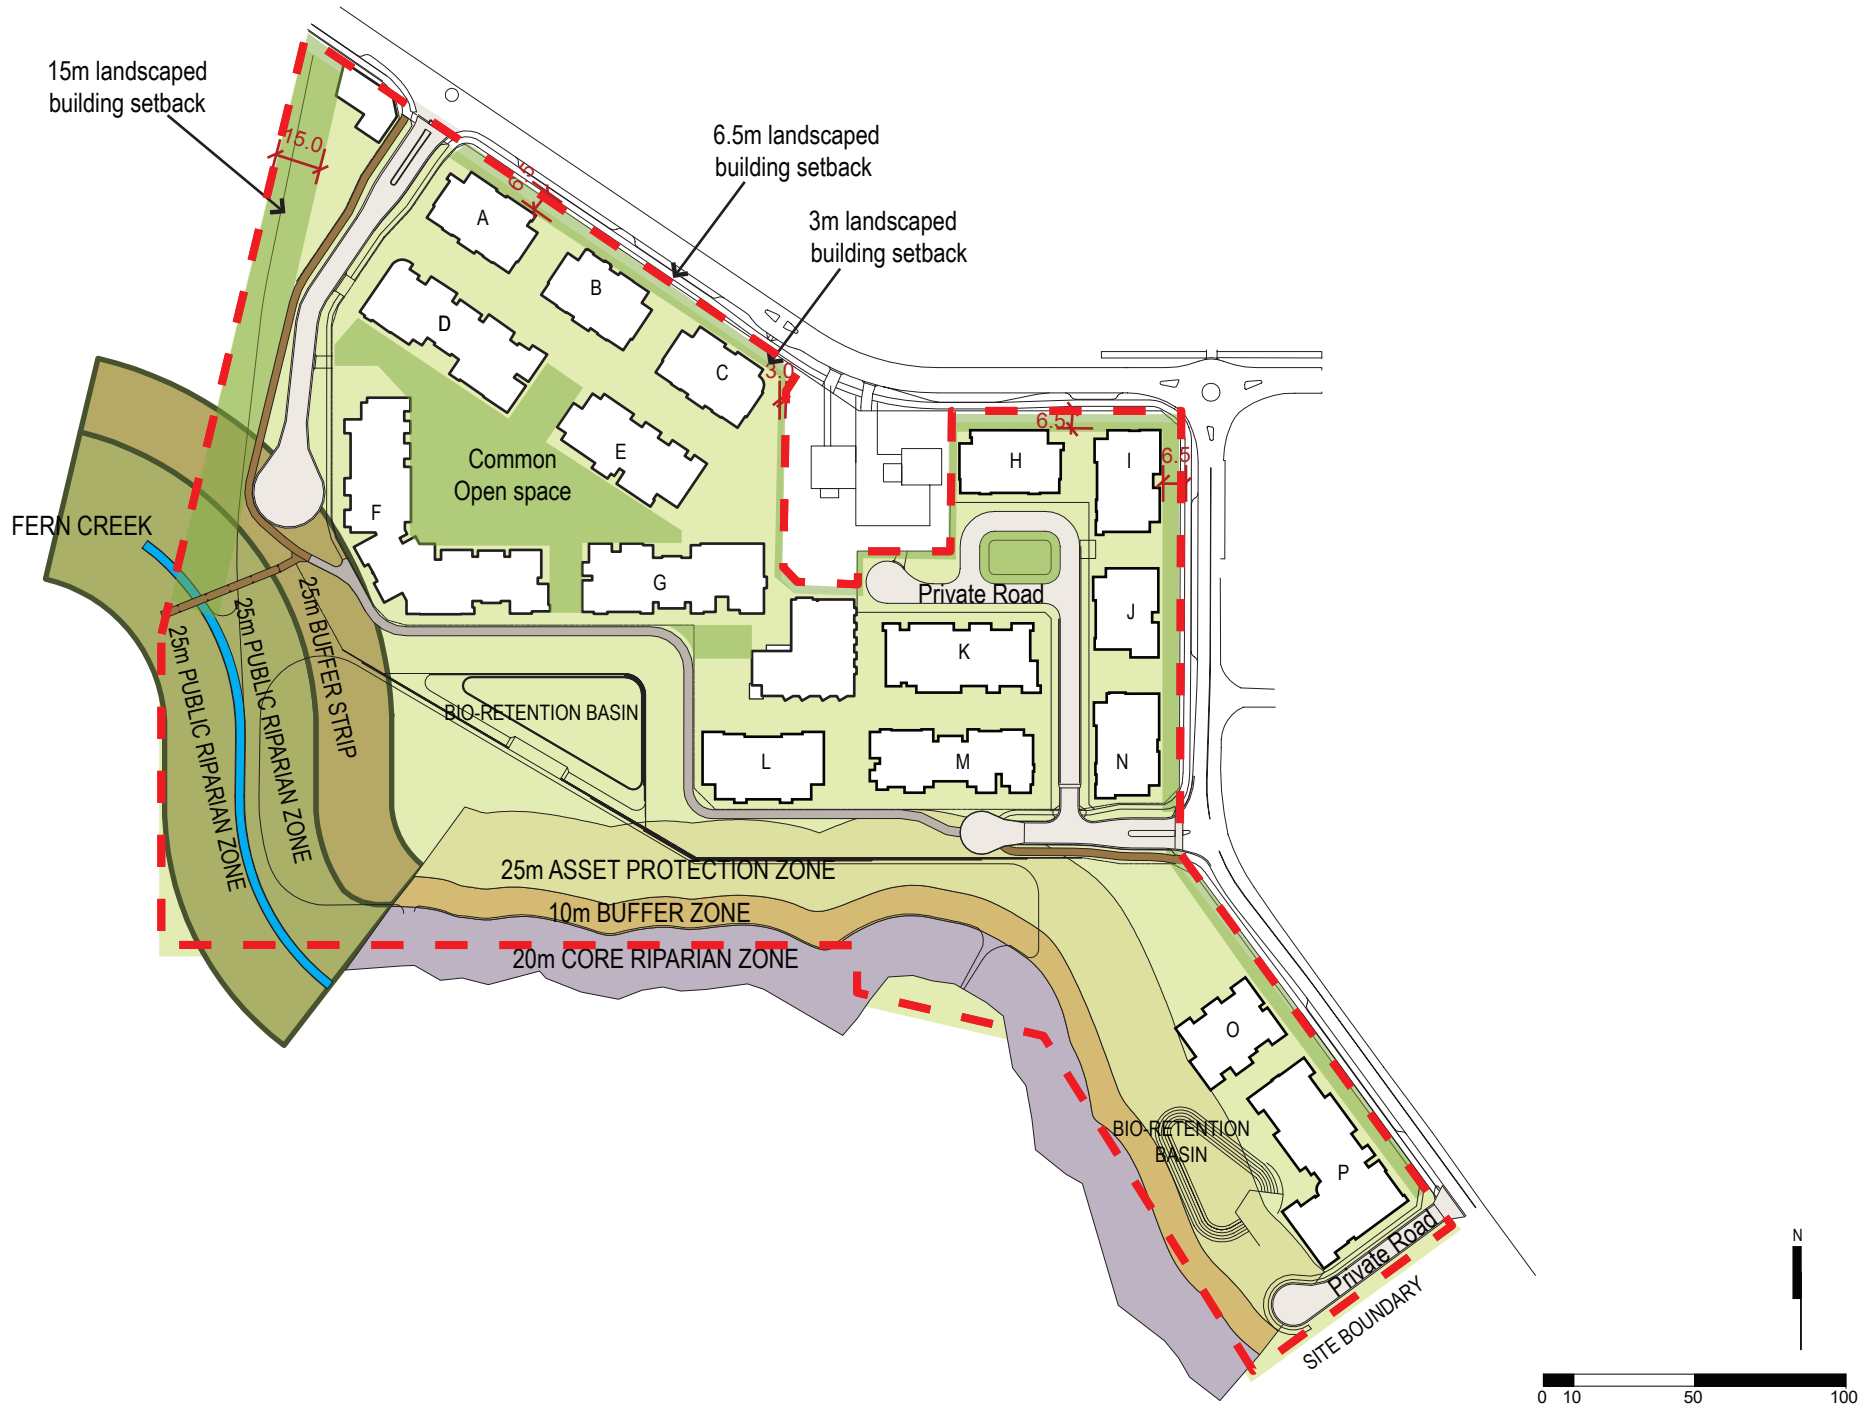 15m landscaped
building setback
6.5m landscaped
building setback
3m landscaped
building setback
15.0
6.5
3.0
6.5
6.5
A
B
C
D
E
F
G
H
I
J
K
L
M
N
O
P
Common
Open space
Private Road
FERN CREEK
25m PUBLIC RIPARIAN ZONE
25m PUBLIC RIPARIAN ZONE
25m BUFFER STRIP
BIO-RETENTION BASIN
25m ASSET PROTECTION ZONE
10m BUFFER ZONE
20m CORE RIPARIAN ZONE
BIO-RETENTION
BASIN
Private Road
SITE BOUNDARY
N
0 10 50 100